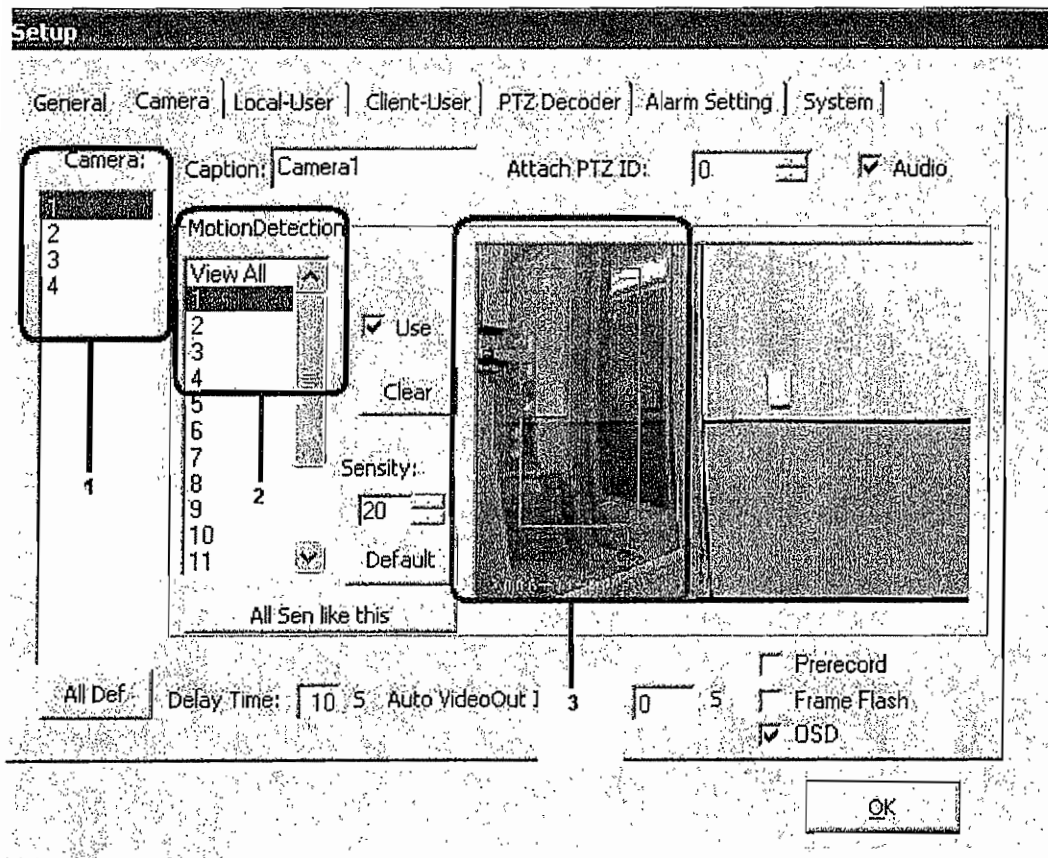 Setup
General Camera Local-User Client-User PTZ Decoder Alarm Setting System
Camera:
1
2
3
4
Caption: Camera1 Attach PTZ ID: 0 Audio
MotionDetection
View All
1
2
3
4
5
6
7
8
9
10
11
Use
Clear
Sensity:
20
Default
All Sen like this
1
2
3
All Def. Delay Time: 10 S Auto VideoOut 0 S
Prerecord
Frame Flash
OSD
OK